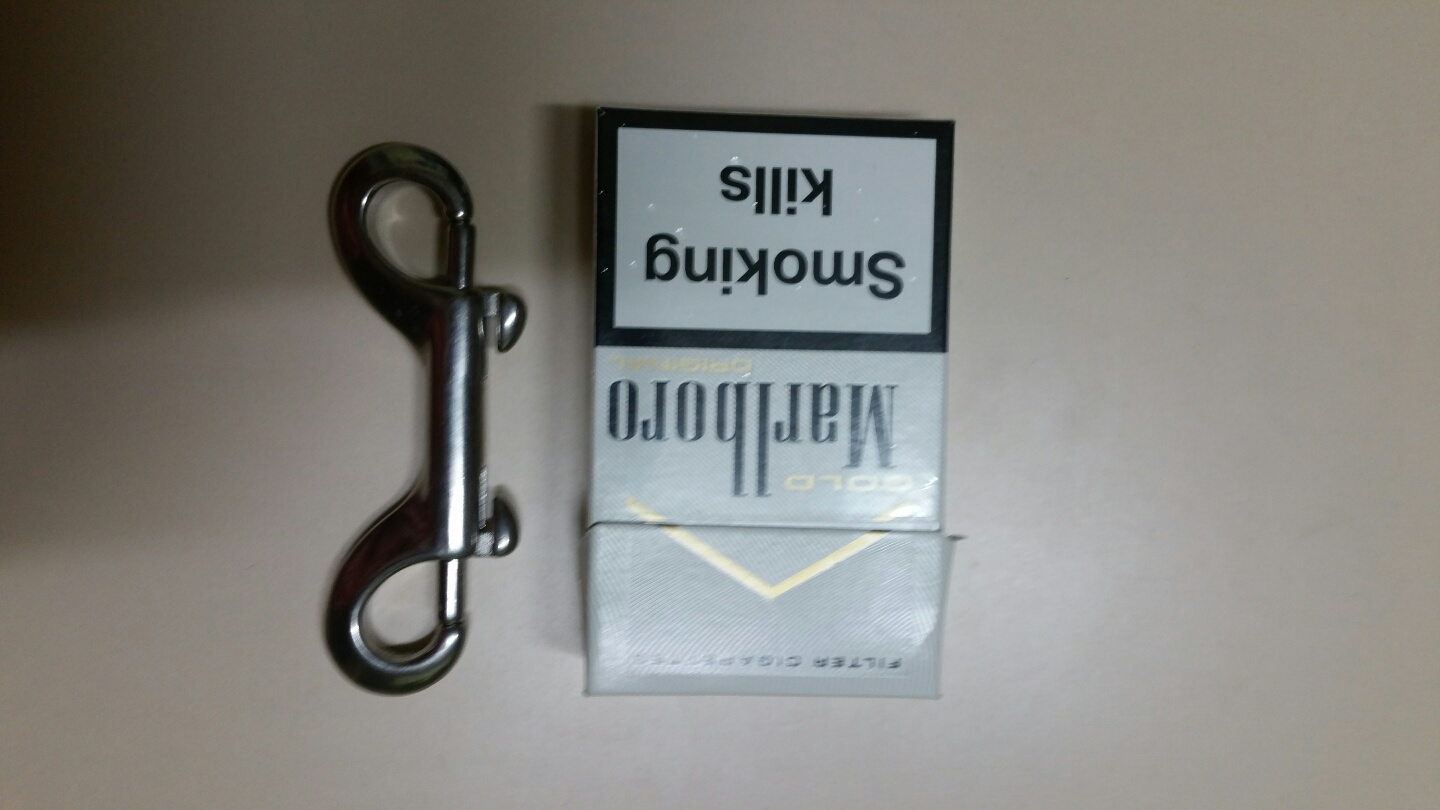 FILTER CIGARETTES
GOLD
Marlboro
ORIGINAL
Smoking
kills